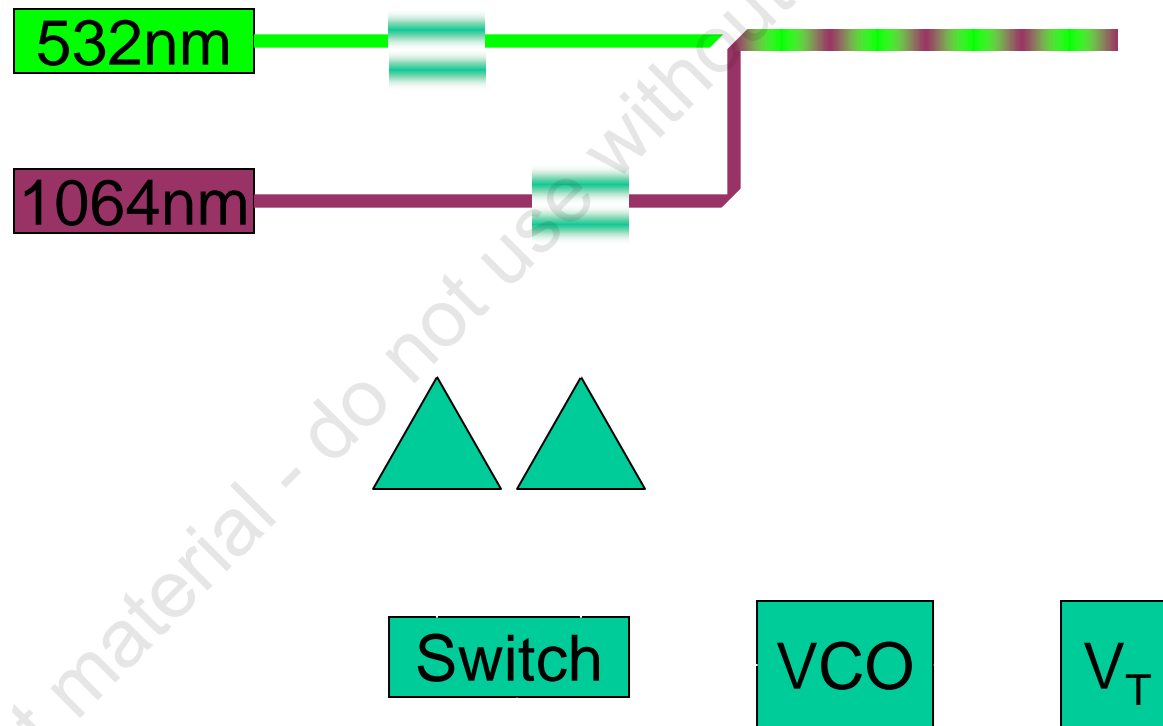 532nm
1064nm
Switch
VCO
VT
material - do not use without